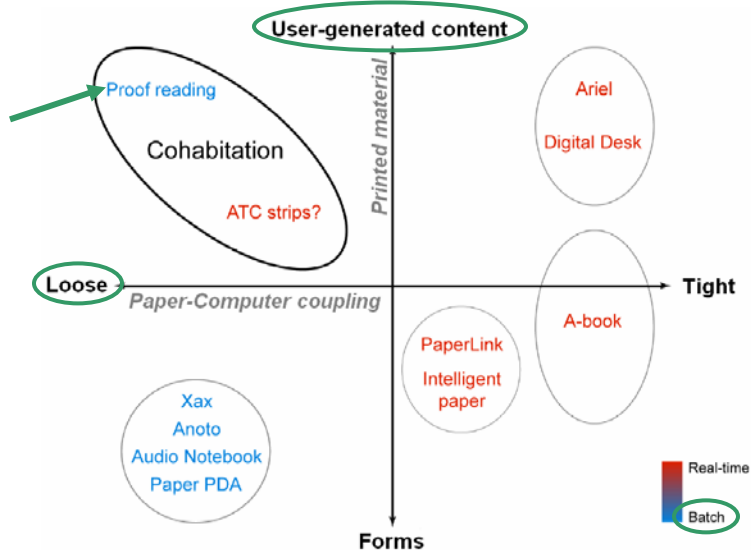 User-generated content
Printed material
Proof reading
Cohabitation
ATC strips?
Ariel
Digital Desk
Loose
Tight
Paper-Computer coupling
A-book
PaperLink
Intelligent
paper
Xax
Anoto
Audio Notebook
Paper PDA
Real-time
Batch
Forms